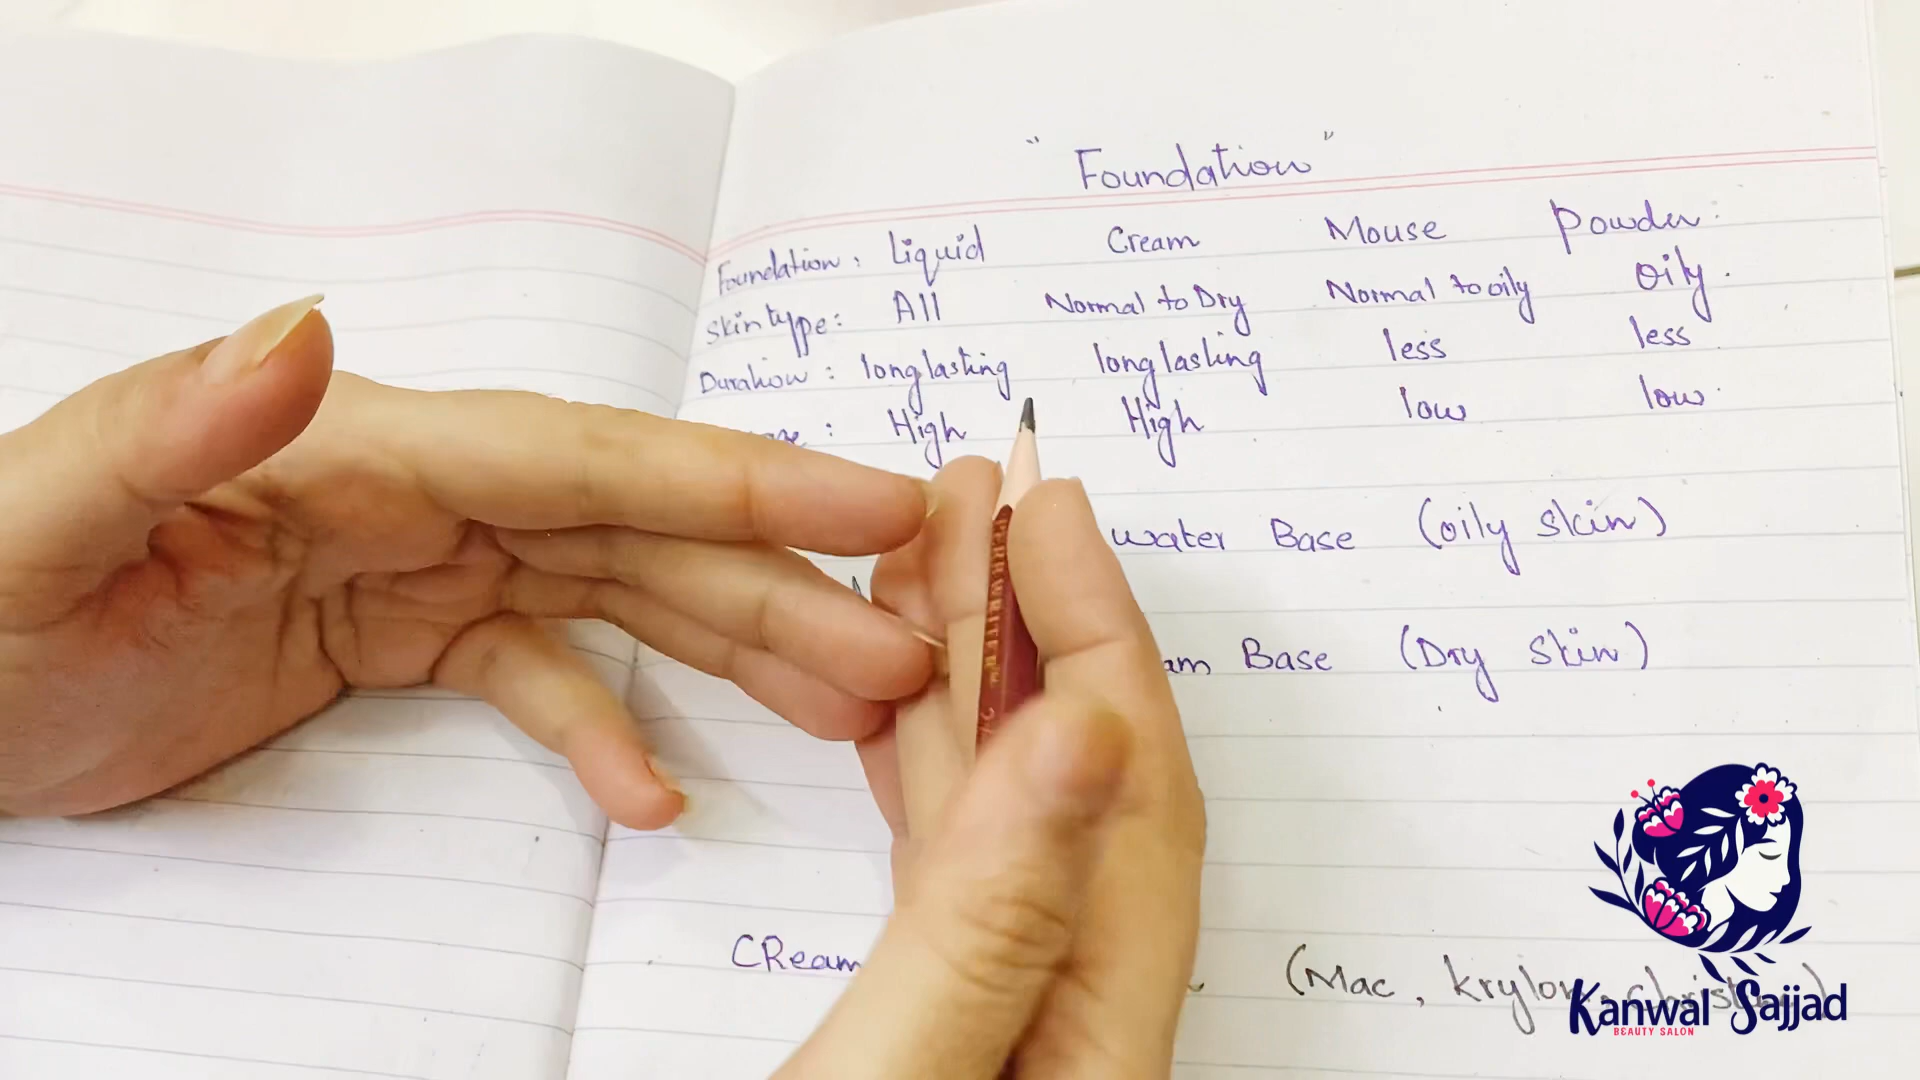 " Foundation "
Foundation: Liquid Cream Mouse Powder
Skin type: All Normal to Dry Normal to oily oily.
Duration: long lasting long lasting less less
: High High low low
water Base (oily skin)
Base (Dry skin)
PERRWRITER
CReam (Mac, krylon, christine)
Kanwal Sajjad
BEAUTY SALON